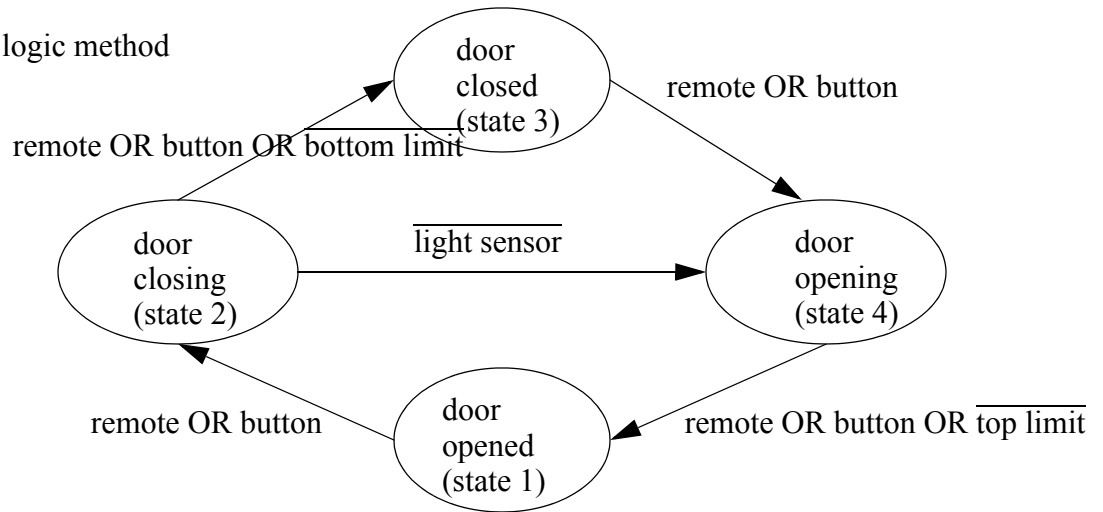 logic method
door
closed
(state 3)
remote OR button
remote OR button OR bottom limit
light sensor
door
closing
(state 2)
door
opening
(state 4)
remote OR button
door
opened
(state 1)
remote OR button OR top limit